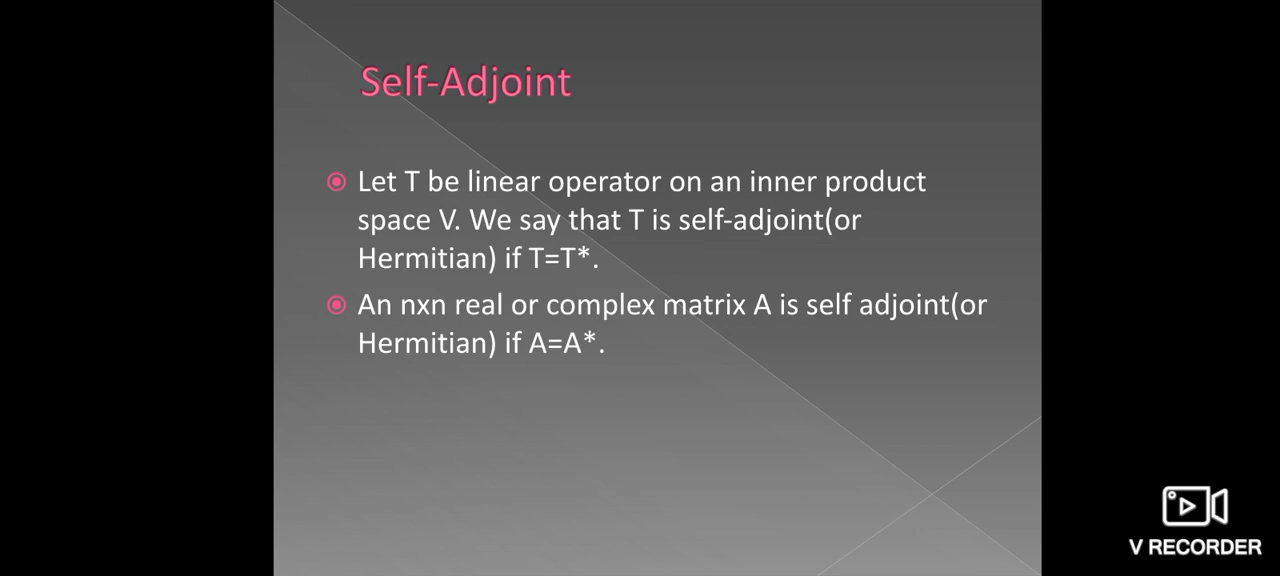 Self-Adjoint
Let T be linear operator on an inner product
space V. We say that T is self-adjoint(or
Hermitian) if T=T*.
An nxn real or complex matrix A is self adjoint(or
Hermitian) if A=A*.
V RECORDER